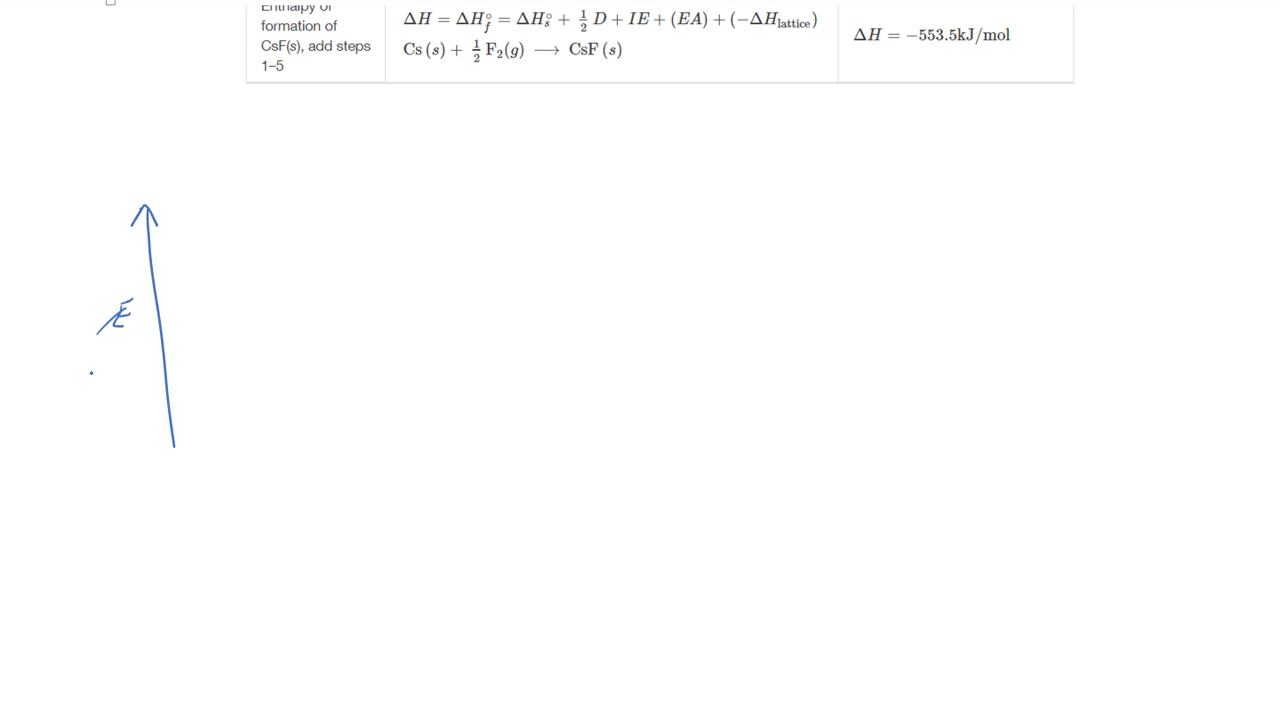 Enthalpy of
formation of
CsF(s), add steps
1–5
ΔH = ΔH°f = ΔH°s + ½ D + IE + (EA) + (−ΔHlattice)
Cs (s) + ½ F₂(g) ⟶ CsF (s)
ΔH = −553.5kJ/mol
E